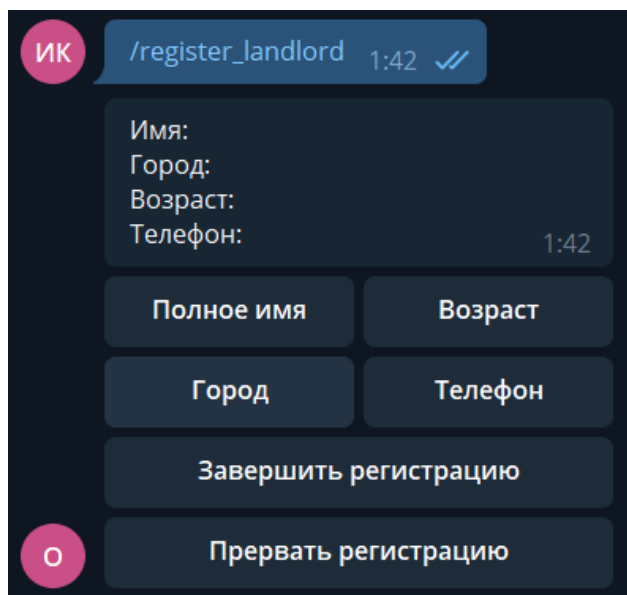 ИК
/register_landlord 1:42
Имя:
Город:
Возраст:
Телефон:
1:42
Полное имя
Возраст
Город
Телефон
Завершить регистрацию
Прервать регистрацию
О